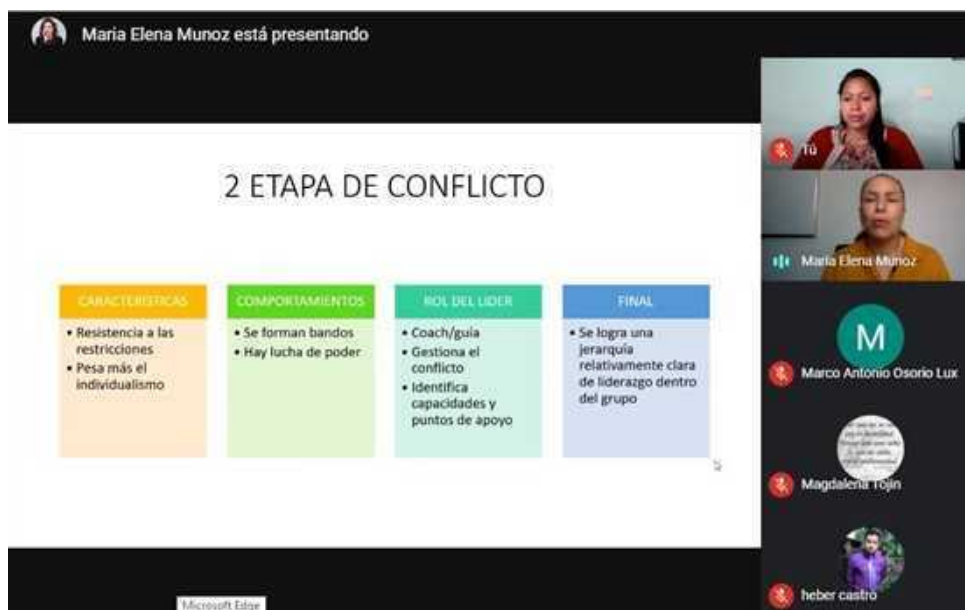 Maria Elena Munoz está presentando
2 ETAPA DE CONFLICTO
CARACTERISTICAS
• Resistencia a las
restricciones
• Pesa más el
individualismo
COMPORTAMIENTOS
• Se forman bandos
• Hay lucha de poder
ROL DEL LIDER
• Coach/guía
• Gestiona el
conflicto
• Identifica
capacidades y
puntos de apoyo
FINAL
• Se logra una
jerarquía
relativamente clara
de liderazgo dentro
del grupo
Tú
Maria Elena Munoz
M
Marco Antonio Osorio Lux
Magdalena Tojin
heber castro
Microsoft Edge